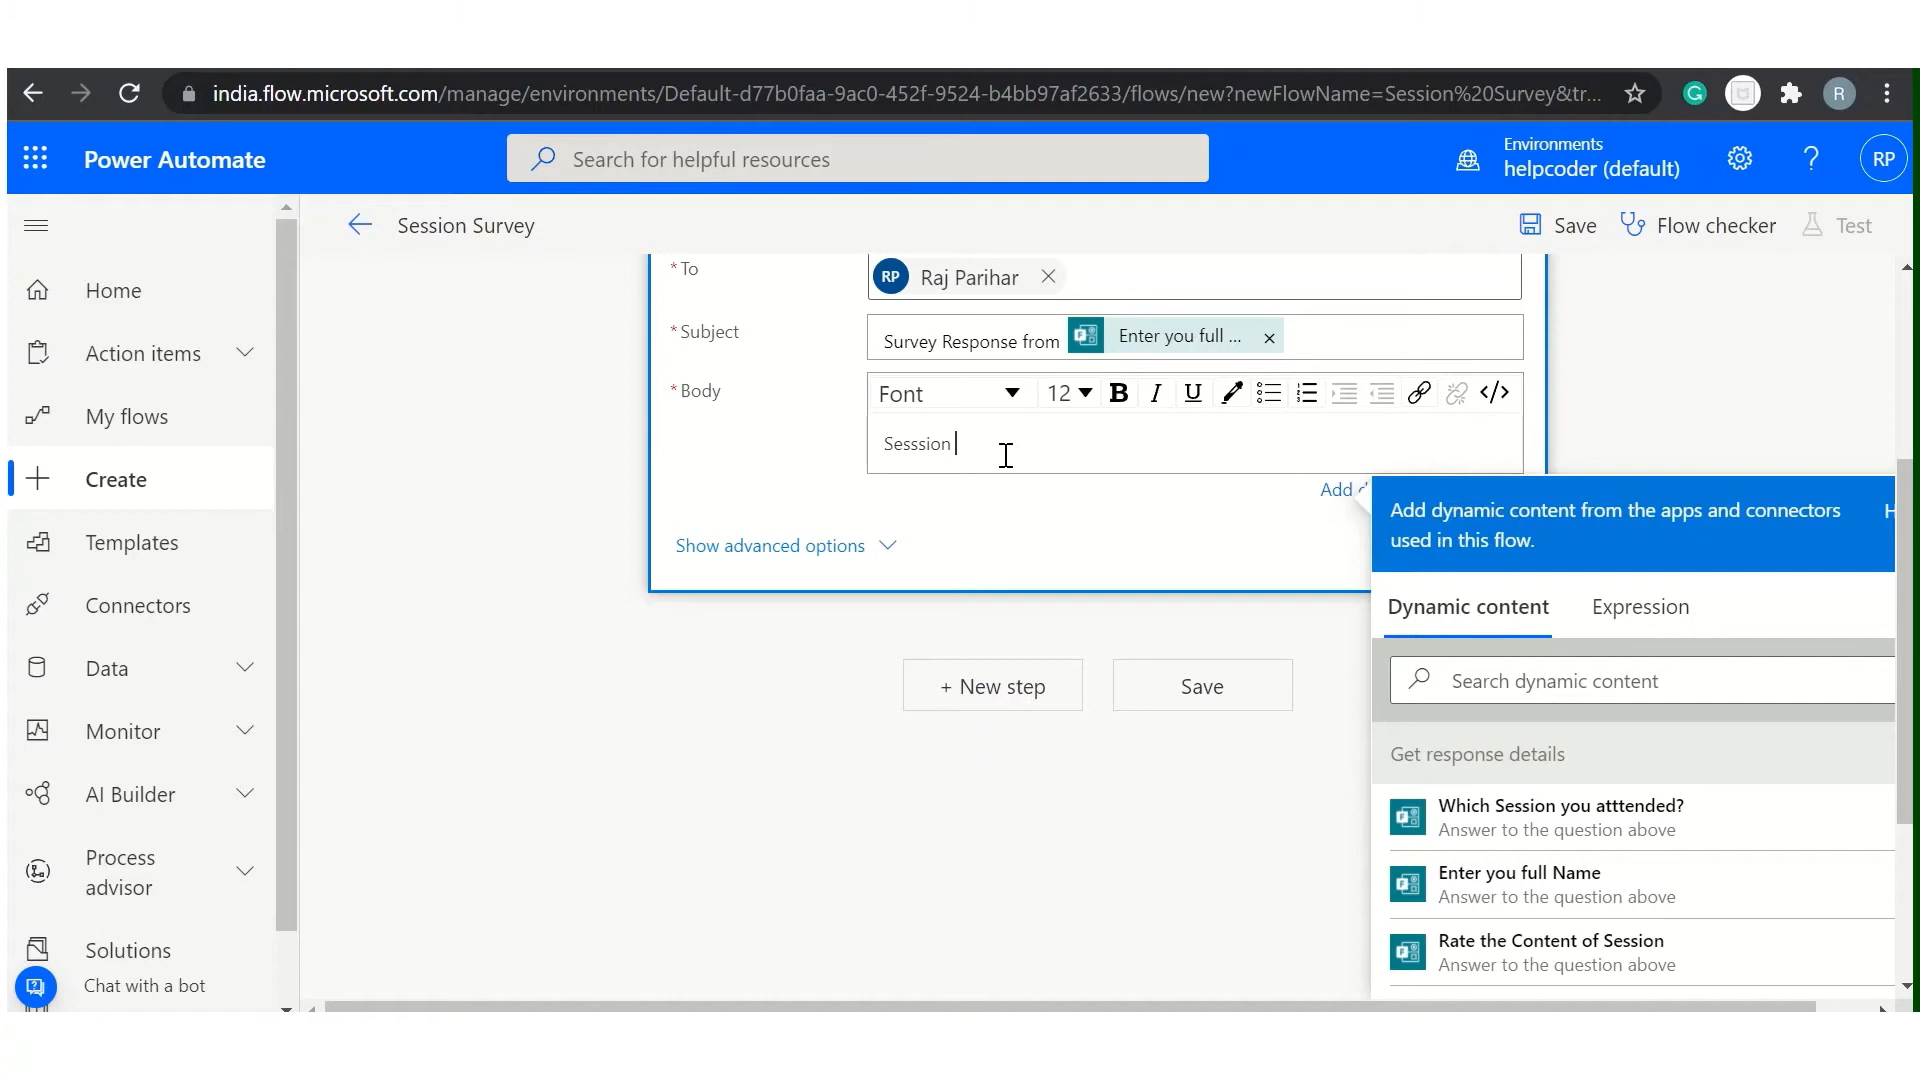 india.flow.microsoft.com/manage/environments/Default-d77b0faa-9ac0-452f-9524-b4bb97af2633/flows/new?newFlowName=Session%20Survey&tr...
G
R
Power Automate
Search for helpful resources
Environments
helpcoder (default)
?
RP
Session Survey
Save
Flow checker
Test
Home
Action items
My flows
Create
Templates
Connectors
Data
Monitor
AI Builder
Process
advisor
Solutions
Chat with a bot
* To
RP Raj Parihar
* Subject
Survey Response from Enter you full ...
* Body
Font
12
B I U
</>
Sesssion
Add
Show advanced options
+ New step
Save
Add dynamic content from the apps and connectors
used in this flow.
Dynamic content
Expression
Search dynamic content
Get response details
Which Session you atttended?
Answer to the question above
Enter you full Name
Answer to the question above
Rate the Content of Session
Answer to the question above